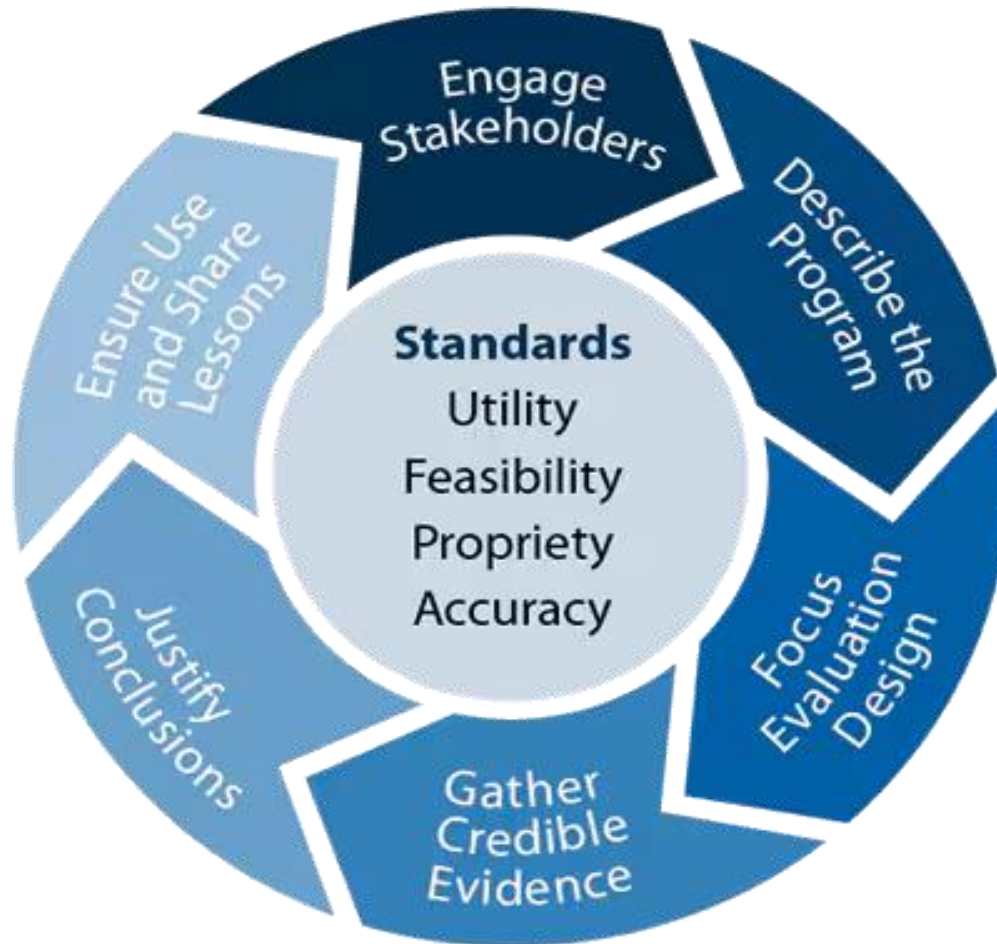 Engage
Stakeholders
Describe the
Program
Focus
Evaluation
Design
Gather
Credible
Evidence
Justify
Conclusions
Ensure Use
and Share
Lessons
Standards
Utility
Feasibility
Propriety
Accuracy